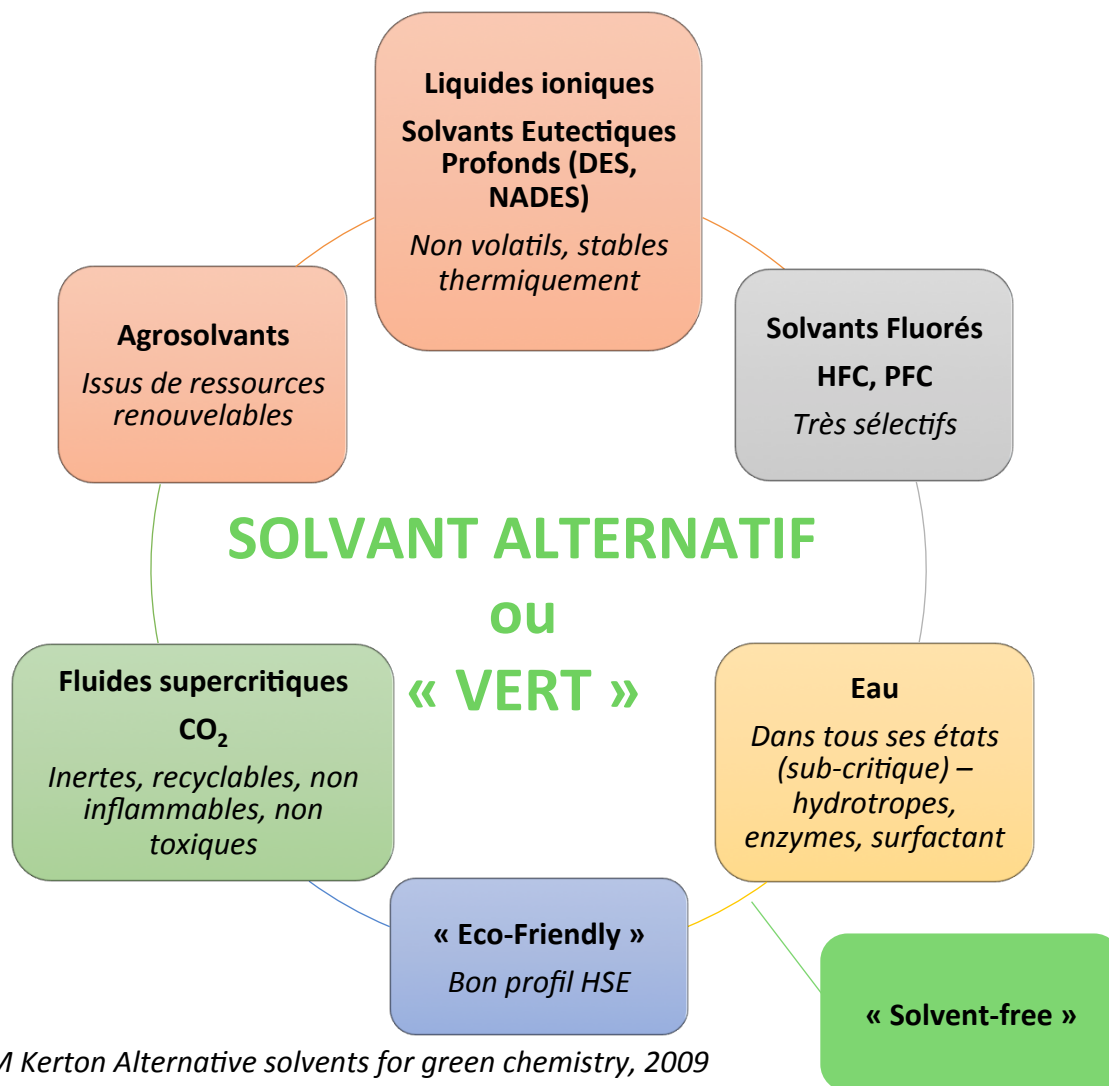 Liquides ioniques
Solvants Eutectiques
Profonds (DES,
NADES)
Non volatils, stables
thermiquement
Agrosolvants
Issus de ressources
renouvelables
Solvants Fluorés
HFC, PFC
Très sélectifs
SOLVANT ALTERNATIF
ou
« VERT »
Fluides supercritiques
CO₂
Inertes, recyclables, non
inflammables, non
toxiques
Eau
Dans tous ses états
(sub-critique) –
hydrotropes,
enzymes, surfactant
« Eco-Friendly »
Bon profil HSE
« Solvent-free »
M Kerton Alternative solvents for green chemistry, 2009